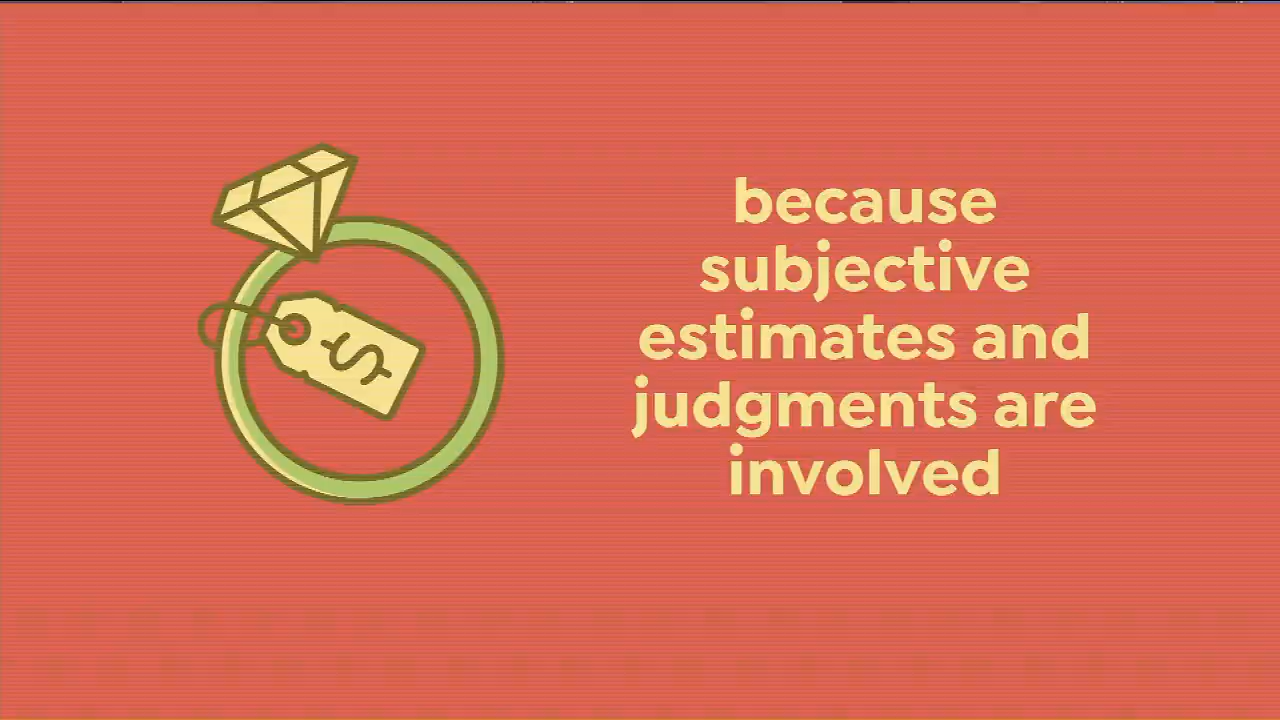 $
because
subjective
estimates and
judgments are
involved